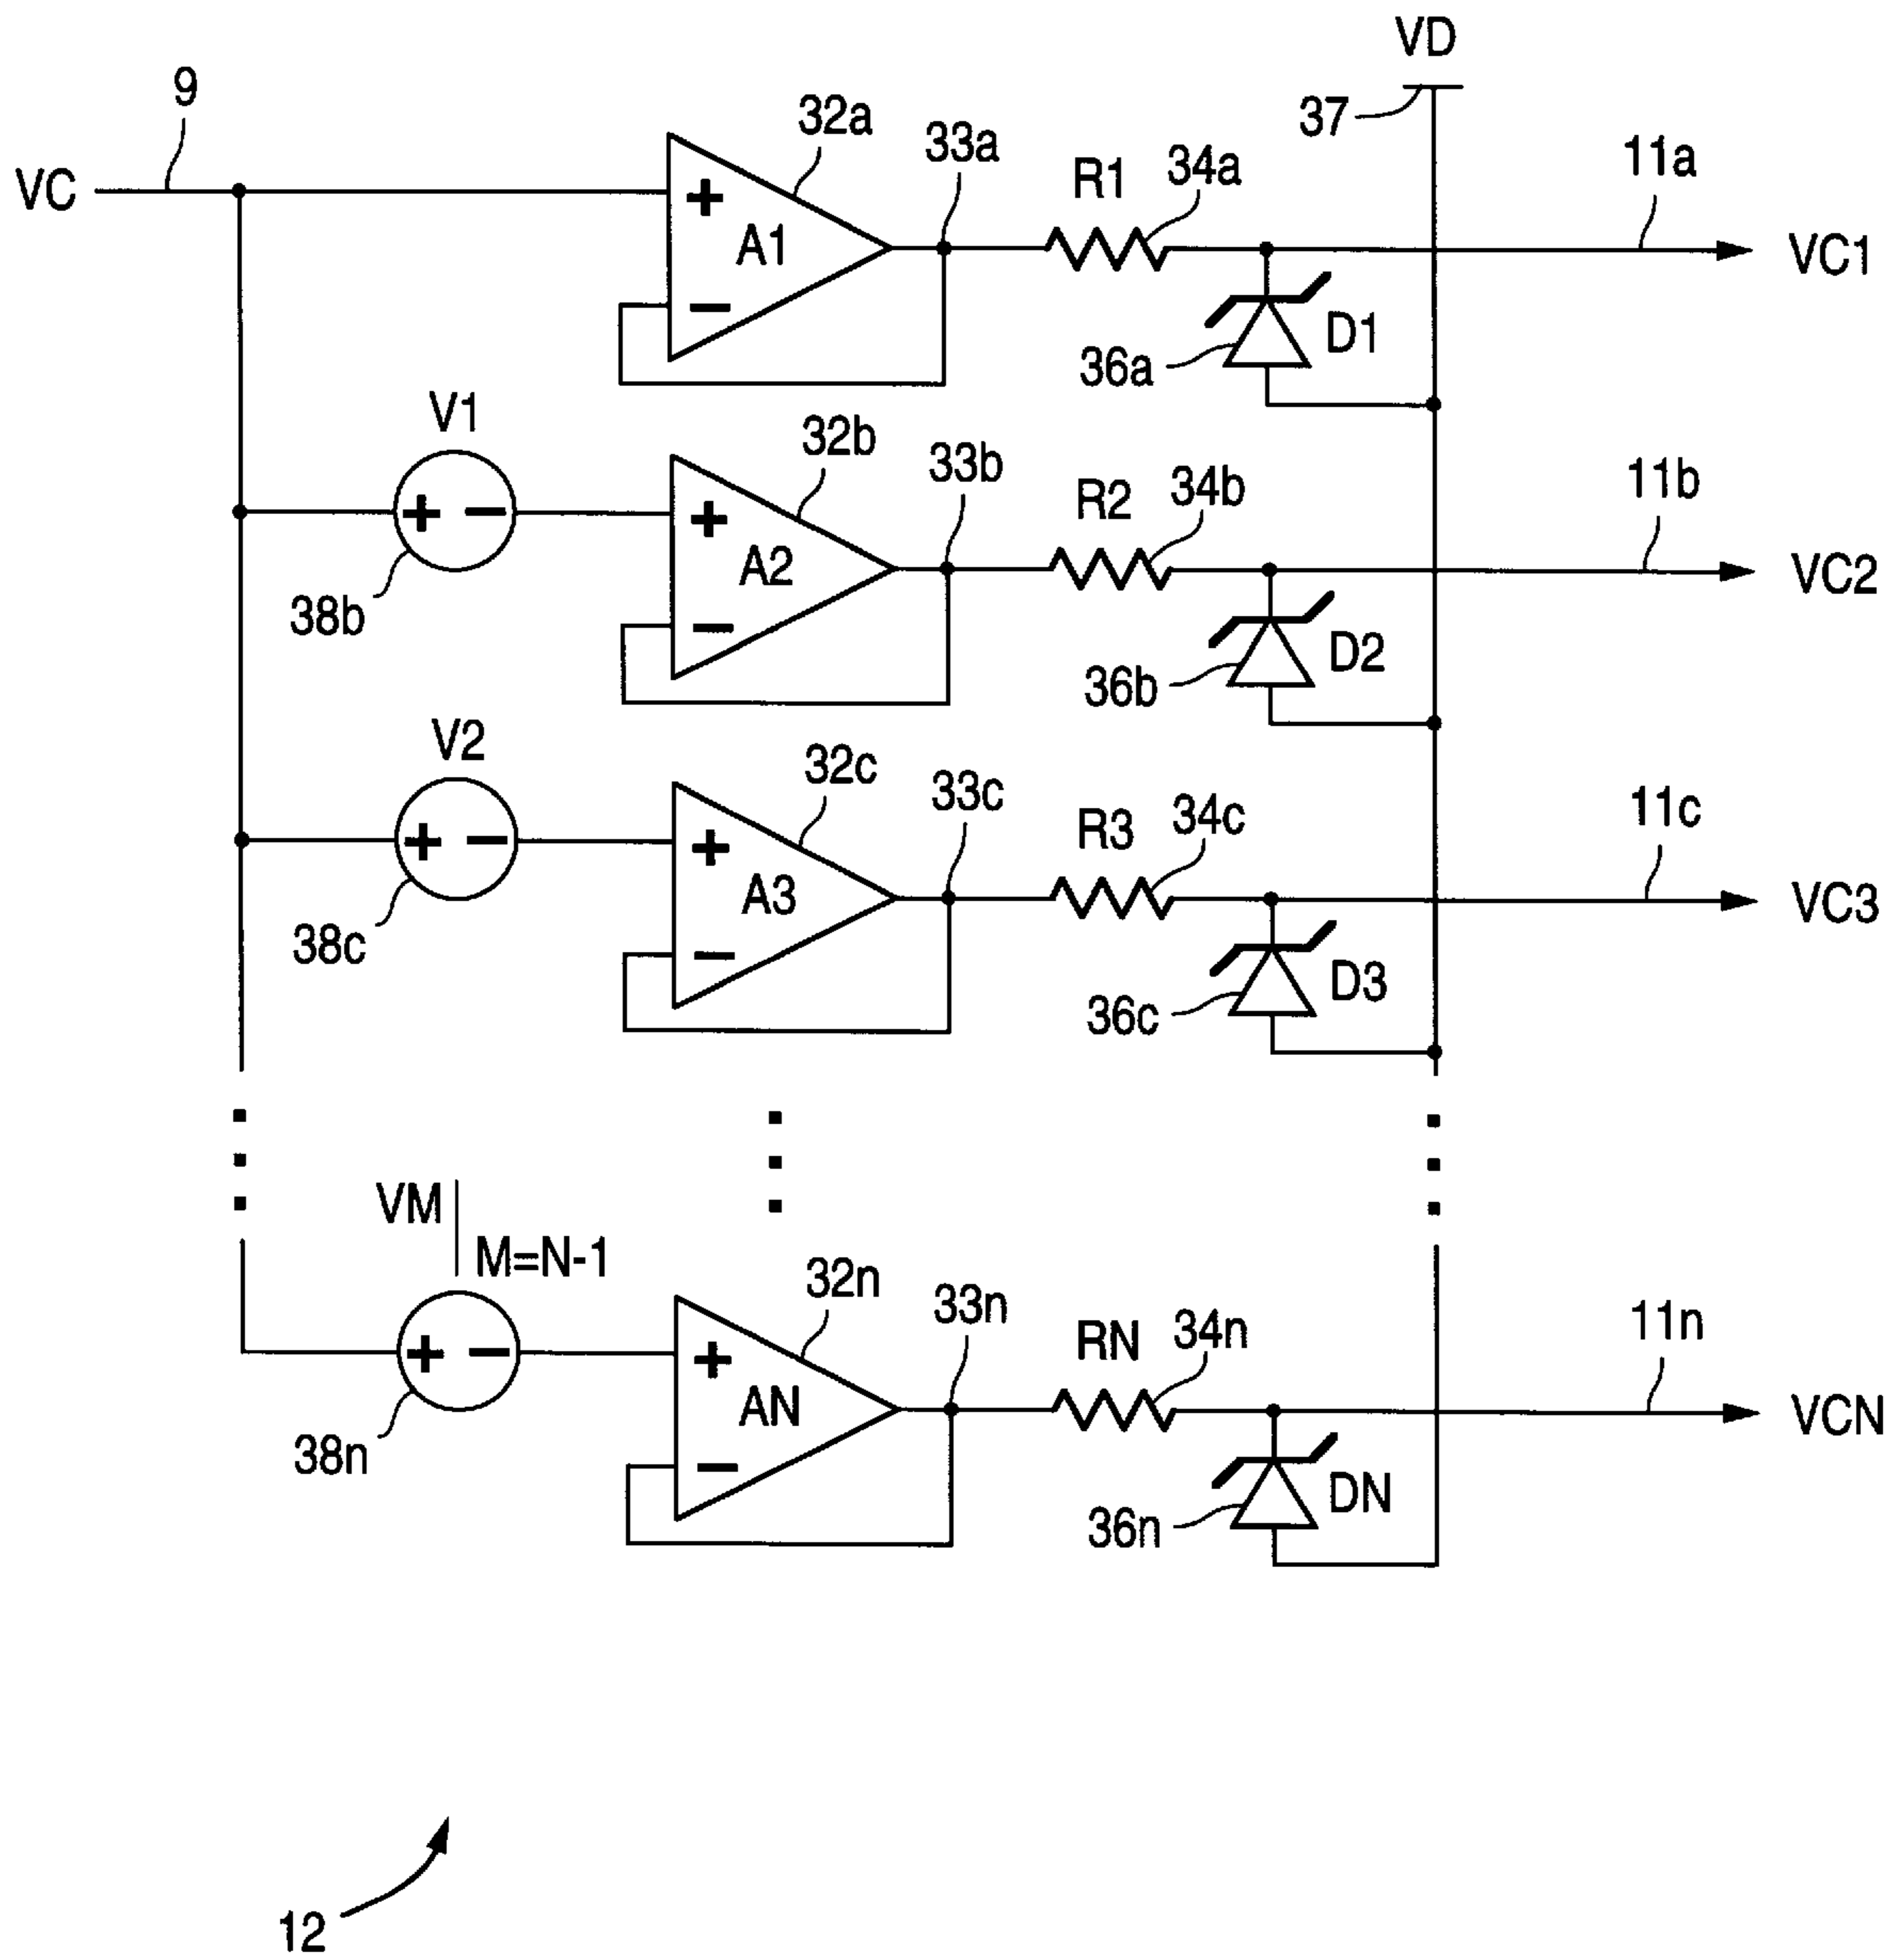 VD
9
32a
33a
37
R1
34a
11a
VC
+
A1
−
VC1
D1
36a
V1
32b
33b
R2
34b
11b
+ −
+
A2
−
VC2
38b
D2
36b
V2
32c
33c
R3
34c
11c
+ −
+
A3
−
VC3
38c
D3
36c
VM
M=N-1
32n
33n
RN
34n
11n
+ −
+
AN
−
VCN
38n
DN
36n
12